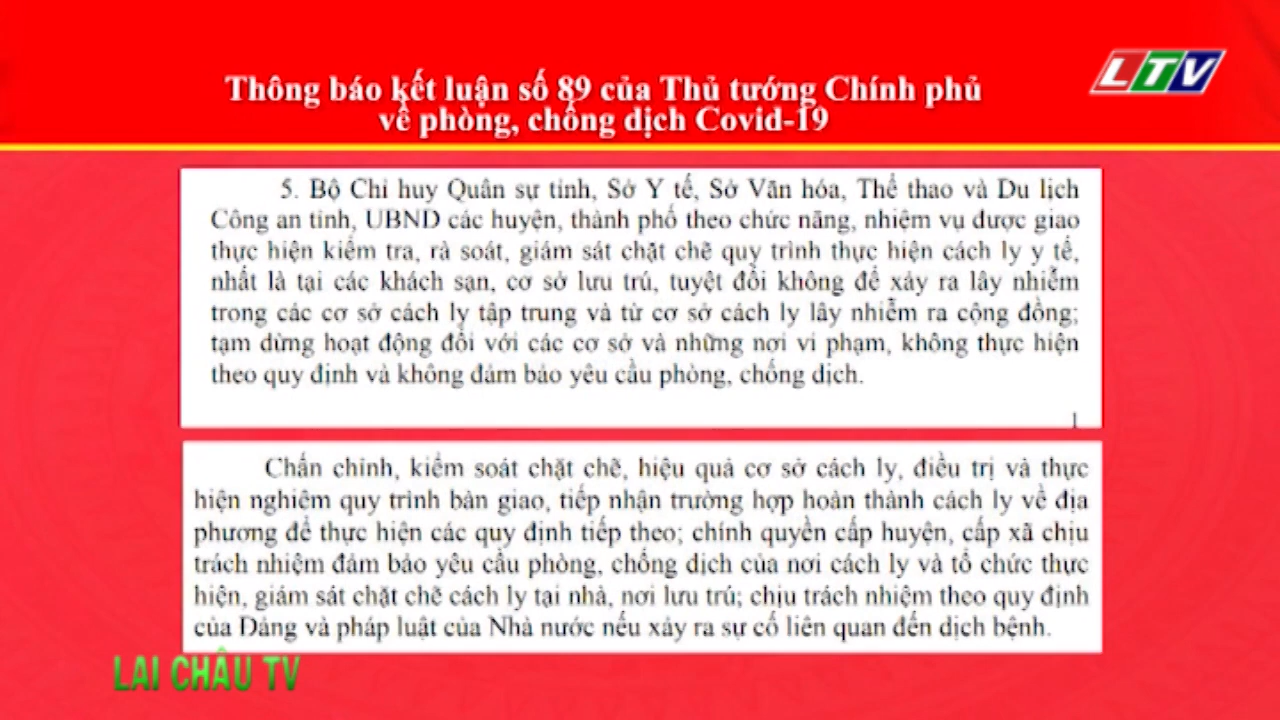 LTV
Thông báo kết luận số 89 của Thủ tướng Chính phủ
về phòng, chống dịch Covid-19
5. Bộ Chỉ huy Quân sự tỉnh, Sở Y tế, Sở Văn hóa, Thể thao và Du lịch
Công an tỉnh, UBND các huyện, thành phố theo chức năng, nhiệm vụ được giao
thực hiện kiểm tra, rà soát, giám sát chặt chẽ quy trình thực hiện cách ly y tế,
nhất là tại các khách sạn, cơ sở lưu trú, tuyệt đối không để xảy ra lây nhiễm
trong các cơ sở cách ly tập trung và từ cơ sở cách ly lây nhiễm ra cộng đồng;
tạm dừng hoạt động đối với các cơ sở và những nơi vi phạm, không thực hiện
theo quy định và không đảm bảo yêu cầu phòng, chống dịch.
1
Chấn chỉnh, kiểm soát chặt chẽ, hiệu quả cơ sở cách ly, điều trị và thực
hiện nghiêm quy trình bàn giao, tiếp nhận trường hợp hoàn thành cách ly về địa
phương để thực hiện các quy định tiếp theo; chính quyền cấp huyện, cấp xã chịu
trách nhiệm đảm bảo yêu cầu phòng, chống dịch của nơi cách ly và tổ chức thực
hiện, giám sát chặt chẽ cách ly tại nhà, nơi lưu trú; chịu trách nhiệm theo quy định
của Đảng và pháp luật của Nhà nước nếu xảy ra sự cố liên quan đến dịch bệnh.
LAI CHÂU TV